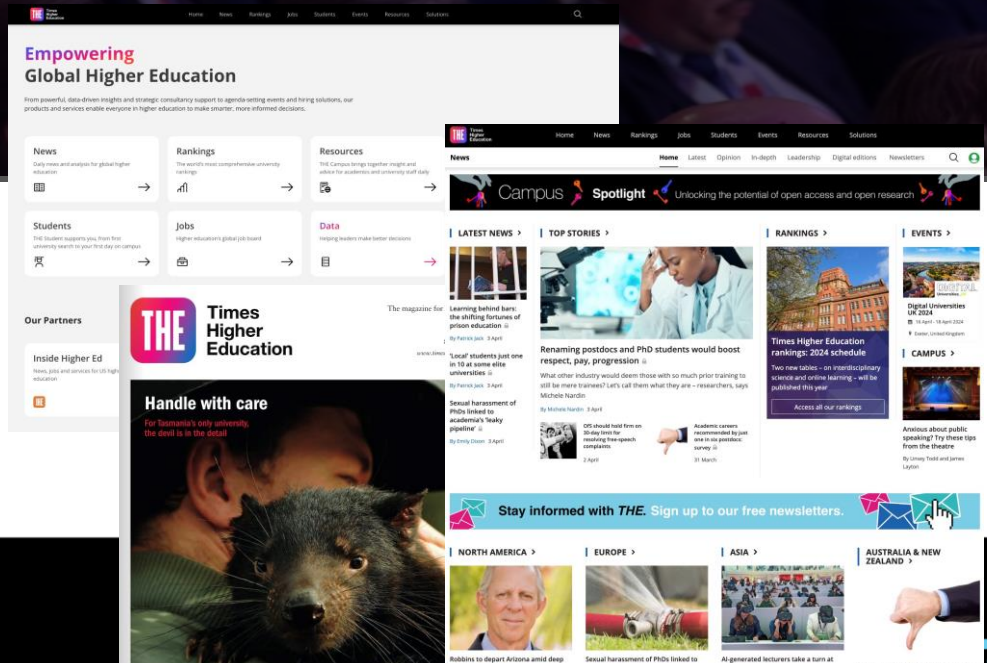 THE Times Higher Education
Home News Rankings Jobs Students Events Resources Solutions
Empowering
Global Higher Education
From powerful, data-driven insights and strategic consultancy support to agenda-setting events and hiring solutions, our
products and services enable everyone in higher education to make smarter, more informed decisions.
News
Daily news and analysis for global higher
education
Rankings
The world's most comprehensive university
rankings
Resources
THE Campus brings together insight and
advice for academics and university staff daily
Students
THE Student supports you, from first
university search to your first day on campus.
Jobs
Higher education's global job board
Data
Helping leaders make better decisions
Our Partners
Inside Higher Ed
News, jobs and services for US high
education
THE
Times
Higher
Education
The magazine for
Handle with care
For Tasmania's only university,
the devil is in the detail
THE Times Higher Education
Home News Rankings Jobs Students Events Resources Solutions
News
Home Latest Opinion In-depth Leadership Digital editions Newsletters
Campus Spotlight Unlocking the potential of open access and open research
LATEST NEWS >
Learning behind bars:
the shifting fortunes of
prison education
By Patrick Jack 3 April
'Local' students just one
in 10 at some elite
universities
By Patrick Jack 3 April
Sexual harassment of
PhDs linked to
academia's 'leaky
pipeline'
By Emily Dixon 3 April
TOP STORIES >
Renaming postdocs and PhD students would boost
respect, pay, progression
What other industry would deem those with so much prior training to
still be mere trainees? Let's call them what they are – researchers, says
Michele Nardin
By Michele Nardin 3 April
OfS should hold firm on
30-day limit for
resolving free-speech
complaints
2 April
Academic careers
recommended by just
one in six postdocs:
survey
31 March
RANKINGS >
Times Higher Education
rankings: 2024 schedule
Two new tables – on interdisciplinary
science and online learning – will be
published this year
Access all our rankings
EVENTS >
DIGITAL
Digital Universities
UK 2024
Exeter, United Kingdom
CAMPUS >
Anxious about public
speaking? Try these tips
from the theatre
By Linsey Todd and James
Layton
Stay informed with THE. Sign up to our free newsletters.
NORTH AMERICA >
Robbins to depart Arizona amid deep
EUROPE >
Sexual harassment of PhDs linked to
ASIA >
AI-generated lecturers take a turn at
AUSTRALIA & NEW
ZEALAND >